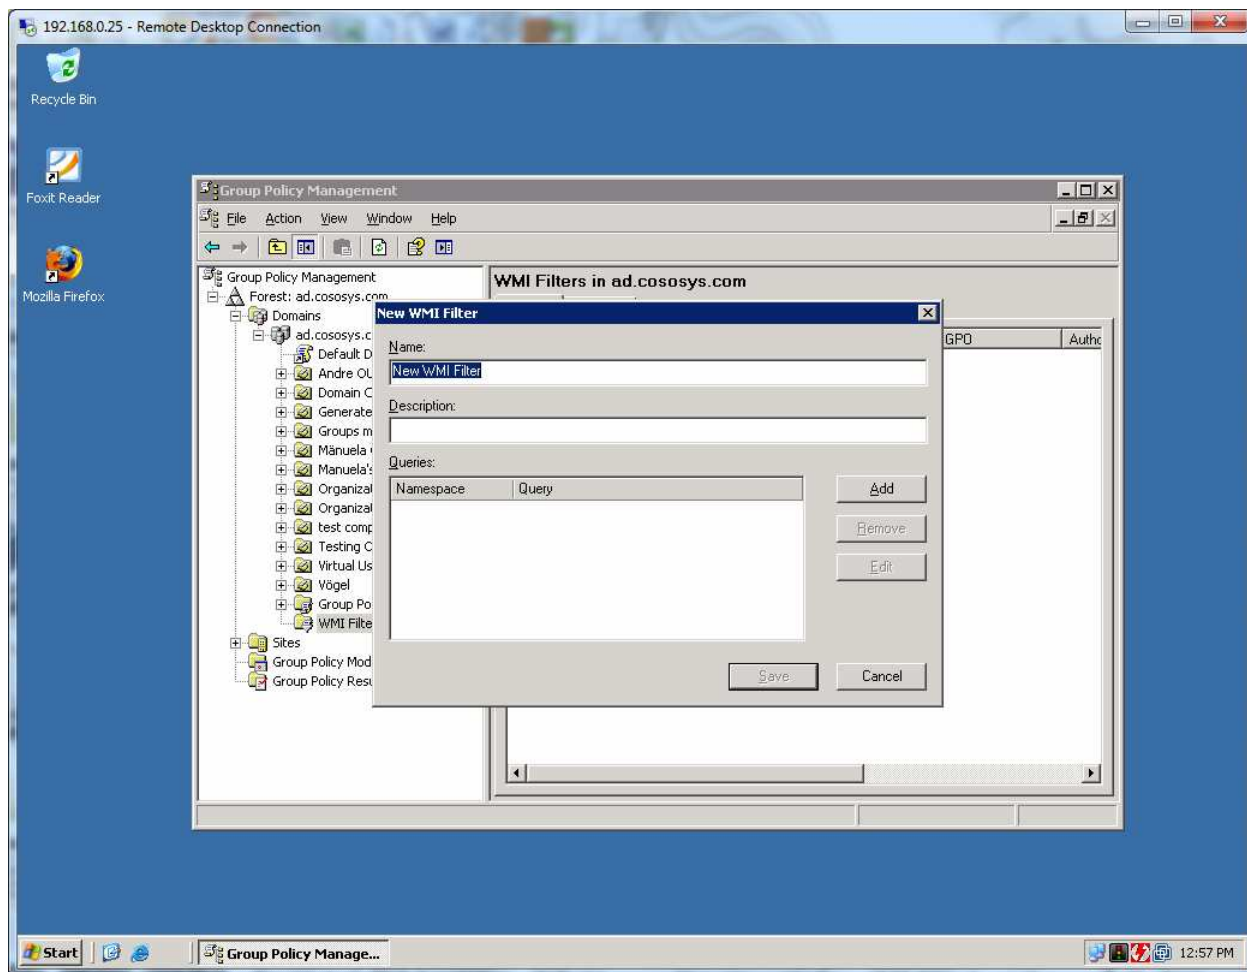 192.168.0.25 - Remote Desktop Connection
Recycle Bin
Foxit Reader
Mozilla Firefox
Group Policy Management
File Action View Window Help
Group Policy Management
Forest: ad.cososys.com
Domains
ad.cososys.c
Default D
Andre OU
Domain C
Generate
Groups m
Mänuela
Manuela's
Organizat
Organizat
test comp
Testing C
Virtual Us
Vögel
Group Po
WMI Filte
Sites
Group Policy Mod
Group Policy Resu
WMI Filters in ad.cososys.com
GPO Autho
New WMI Filter
Name:
New WMI Filter
Description:
Queries:
Namespace Query
Add
Remove
Edit
Save Cancel
Start Group Policy Manage... 12:57 PM